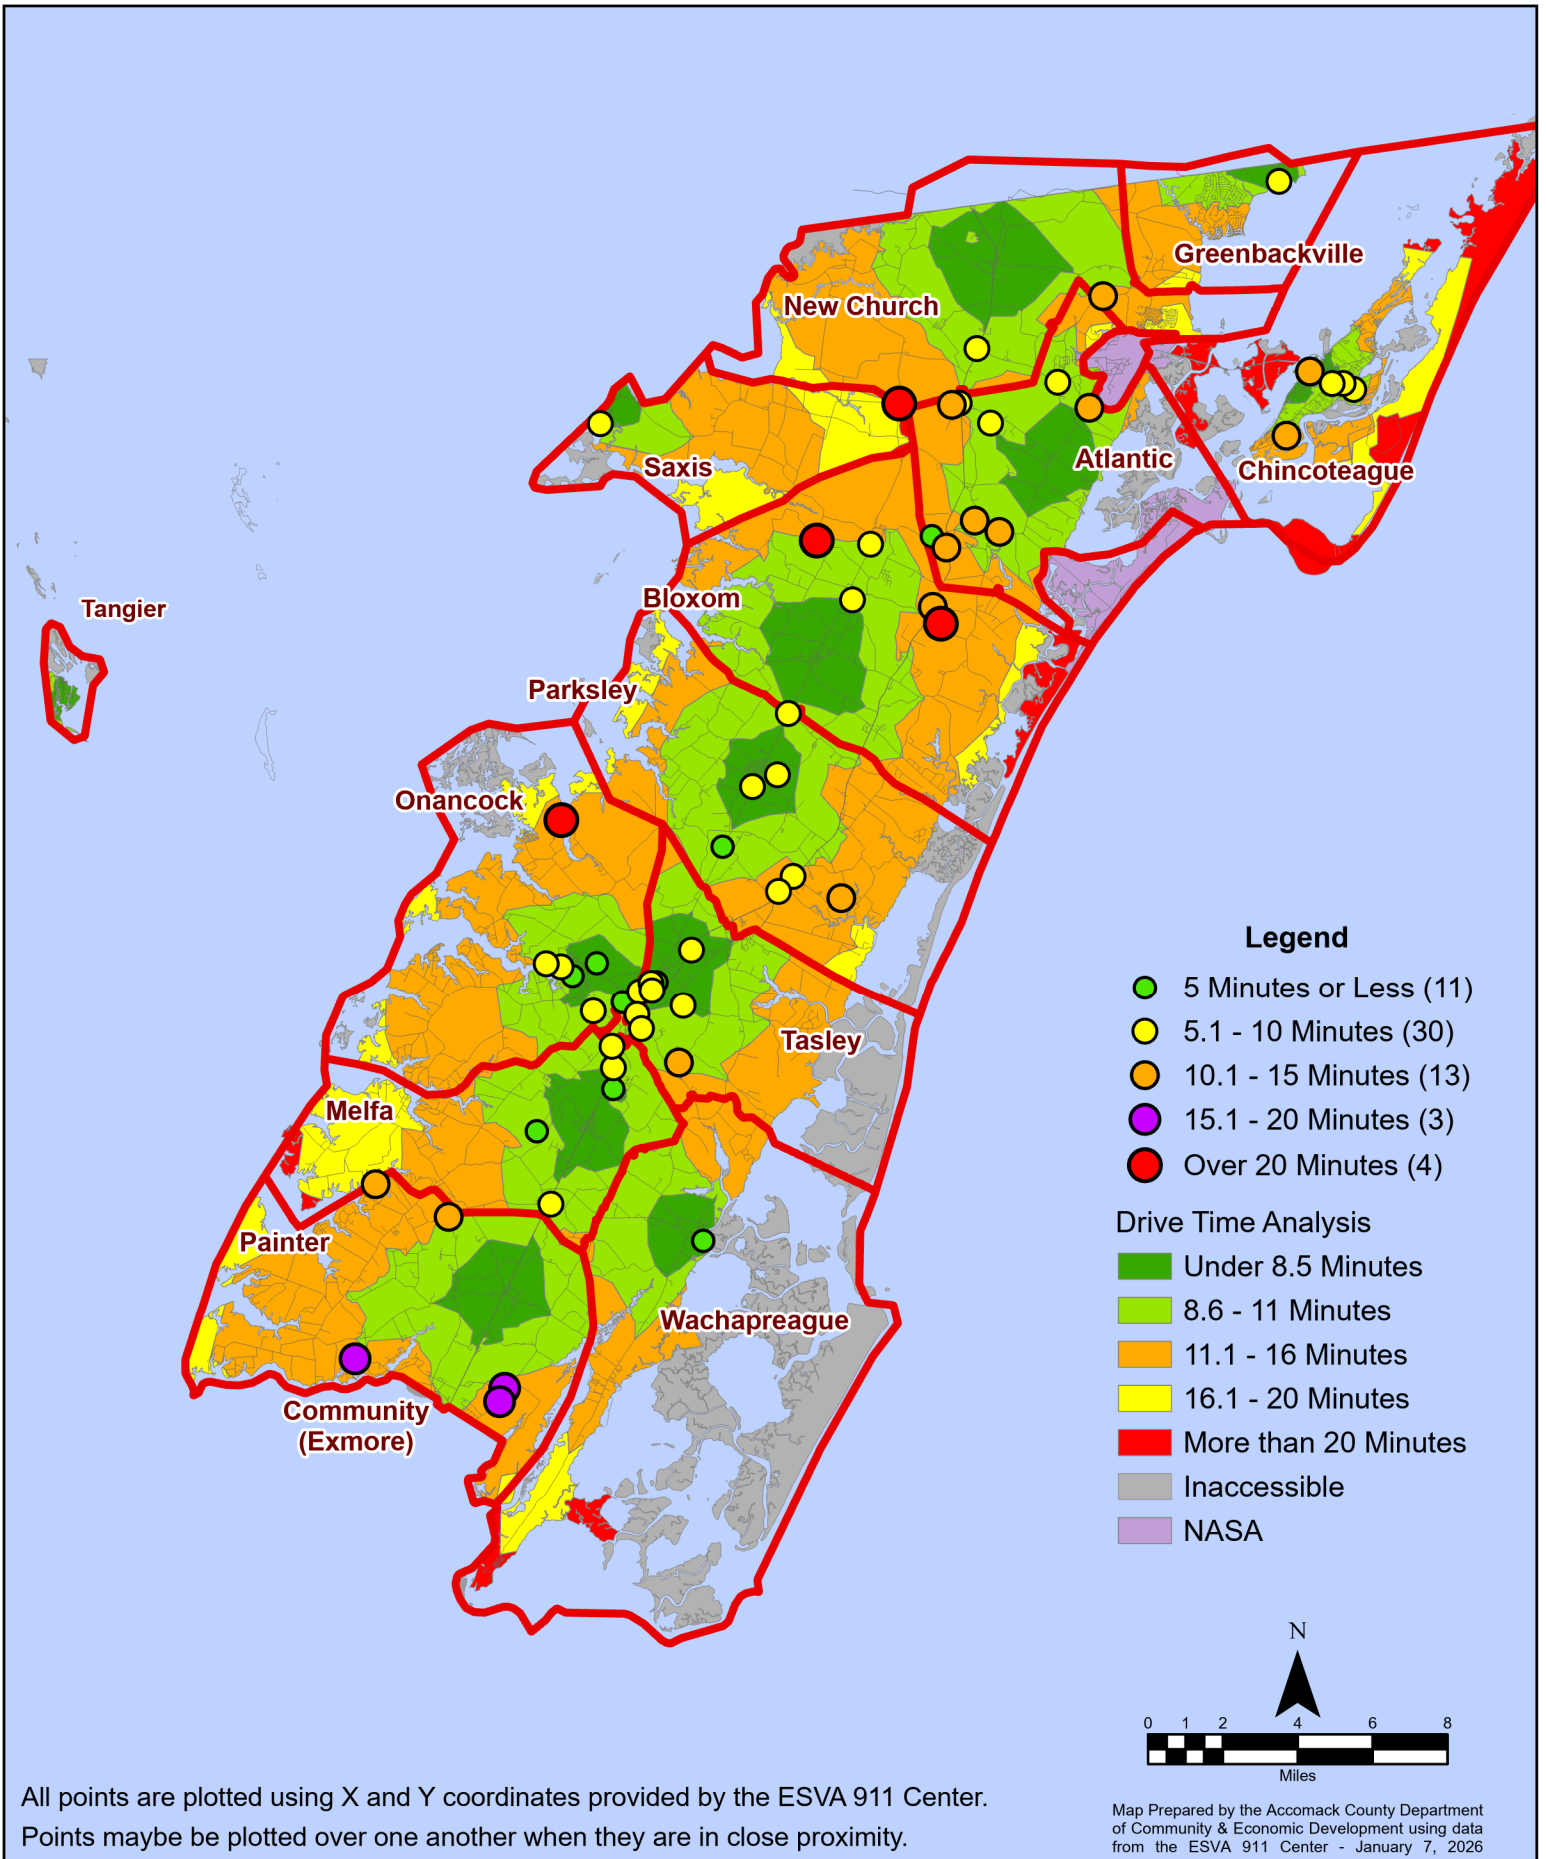 Greenbackville
New Church
Saxis
Atlantic
Chincoteague
Bloxom
Tangier
Parksley
Onancock
Tasley
Melfa
Painter
Wachapreague
Community
(Exmore)
Legend
5 Minutes or Less (11)
5.1 - 10 Minutes (30)
10.1 - 15 Minutes (13)
15.1 - 20 Minutes (3)
Over 20 Minutes (4)
Drive Time Analysis
Under 8.5 Minutes
8.6 - 11 Minutes
11.1 - 16 Minutes
16.1 - 20 Minutes
More than 20 Minutes
Inaccessible
NASA
N
0 1 2 4 6 8
Miles
All points are plotted using X and Y coordinates provided by the ESVA 911 Center.
Points maybe be plotted over one another when they are in close proximity.
Map Prepared by the Accomack County Department
of Community & Economic Development using data
from the ESVA 911 Center - January 7, 2026